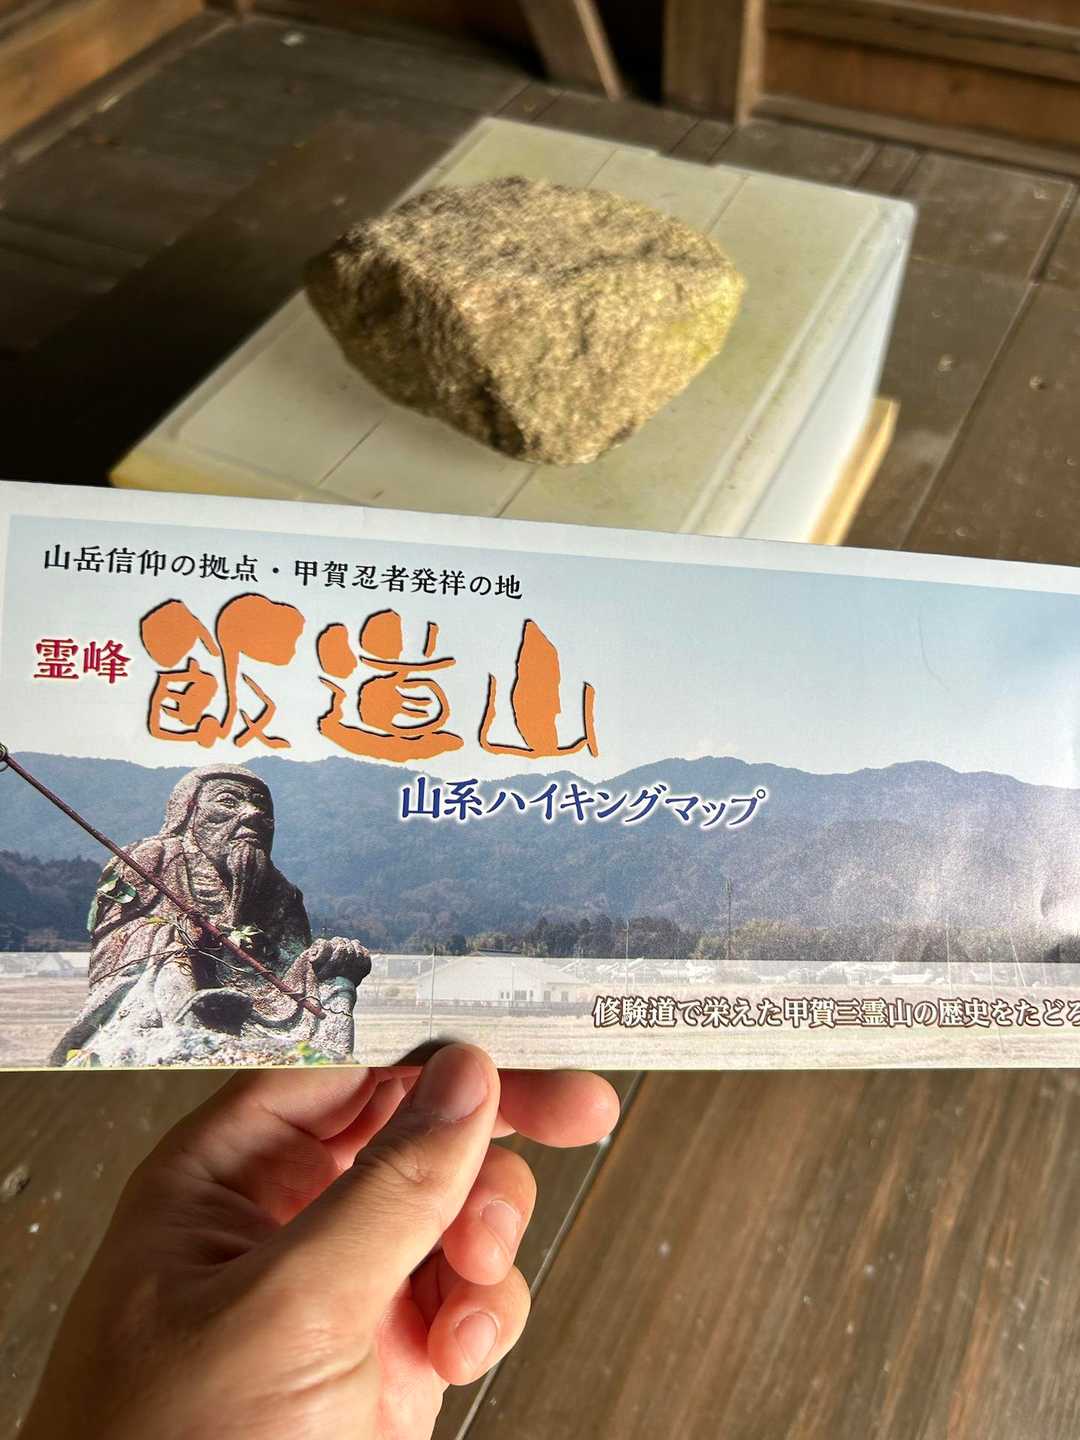 山岳信仰の拠点・甲賀忍者発祥の地
霊峰 飯道山
山系ハイキングマップ
修験道で栄えた甲賀三霊山の歴史をたどろ